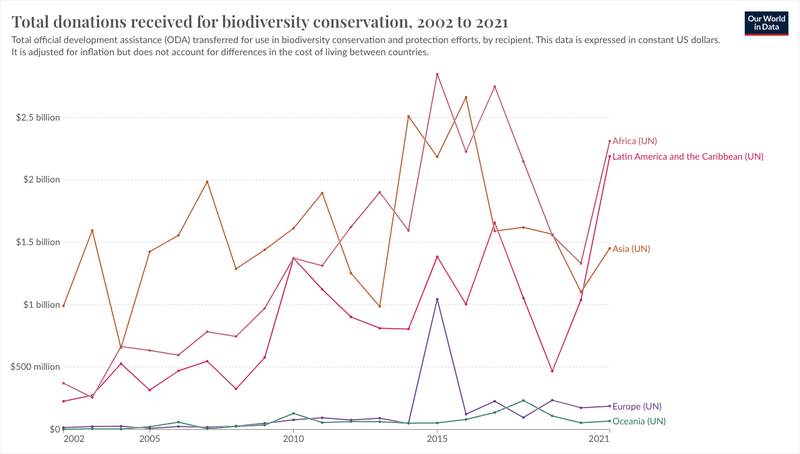 Total donations received for biodiversity conservation, 2002 to 2021
Our World
in Data
Total official development assistance (ODA) transferred for use in biodiversity conservation and protection efforts, by recipient. This data is expressed in constant US dollars.
It is adjusted for inflation but does not account for differences in the cost of living between countries.
$2.5 billion
$2 billion
$1.5 billion
$1 billion
$500 million
$0
Africa (UN)
Latin America and the Caribbean (UN)
Asia (UN)
Europe (UN)
Oceania (UN)
2002
2005
2010
2015
2021